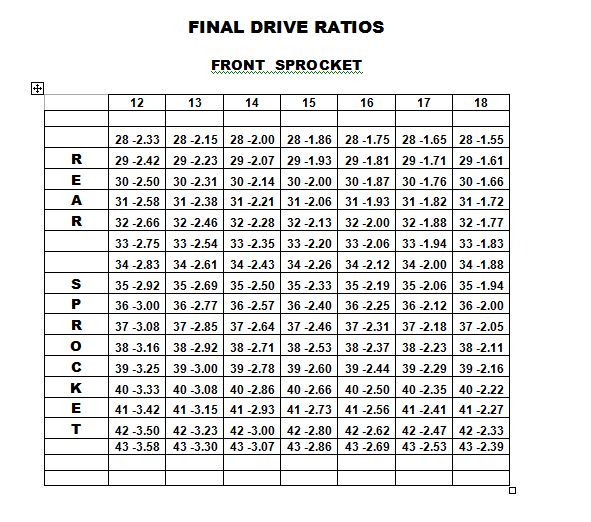 FINAL DRIVE RATIOS
FRONT SPROCKET
12 13 14 15 16 17 18
28 -2.33 28 -2.15 28 -2.00 28 -1.86 28 -1.75 28 -1.65 28 -1.55
R 29 -2.42 29 -2.23 29 -2.07 29 -1.93 29 -1.81 29 -1.71 29 -1.61
E 30 -2.50 30 -2.31 30 -2.14 30 -2.00 30 -1.87 30 -1.76 30 -1.66
A 31 -2.58 31 -2.38 31 -2.21 31 -2.06 31 -1.93 31 -1.82 31 -1.72
R 32 -2.66 32 -2.46 32 -2.28 32 -2.13 32 -2.00 32 -1.88 32 -1.77
33 -2.75 33 -2.54 33 -2.35 33 -2.20 33 -2.06 33 -1.94 33 -1.83
34 -2.83 34 -2.61 34 -2.43 34 -2.26 34 -2.12 34 -2.00 34 -1.88
S 35 -2.92 35 -2.69 35 -2.50 35 -2.33 35 -2.19 35 -2.06 35 -1.94
P 36 -3.00 36 -2.77 36 -2.57 36 -2.40 36 -2.25 36 -2.12 36 -2.00
R 37 -3.08 37 -2.85 37 -2.64 37 -2.46 37 -2.31 37 -2.18 37 -2.05
O 38 -3.16 38 -2.92 38 -2.71 38 -2.53 38 -2.37 38 -2.23 38 -2.11
C 39 -3.25 39 -3.00 39 -2.78 39 -2.60 39 -2.44 39 -2.29 39 -2.16
K 40 -3.33 40 -3.08 40 -2.86 40 -2.66 40 -2.50 40 -2.35 40 -2.22
E 41 -3.42 41 -3.15 41 -2.93 41 -2.73 41 -2.56 41 -2.41 41 -2.27
T 42 -3.50 42 -3.23 42 -3.00 42 -2.80 42 -2.62 42 -2.47 42 -2.33
43 -3.58 43 -3.30 43 -3.07 43 -2.86 43 -2.69 43 -2.53 43 -2.39